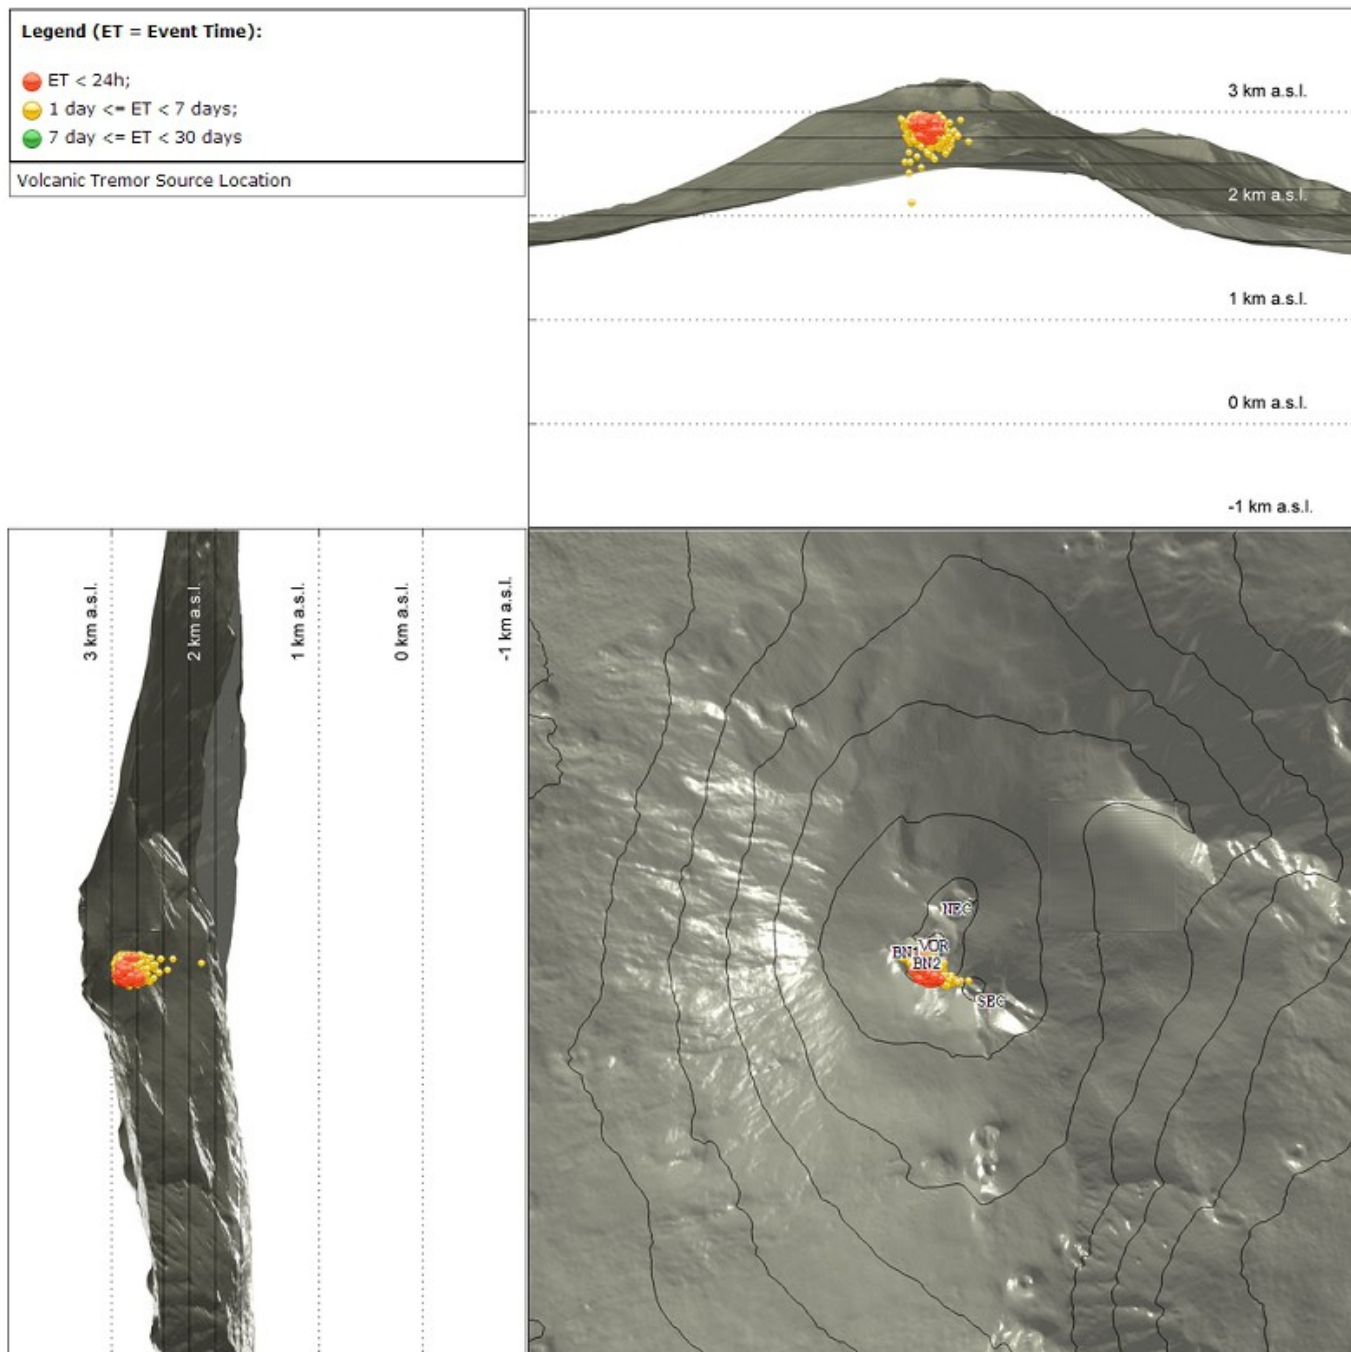 Legend (ET = Event Time):
ET < 24h;
1 day <= ET < 7 days;
7 day <= ET < 30 days
Volcanic Tremor Source Location
3 km a.s.l.
2 km a.s.l.
1 km a.s.l.
0 km a.s.l.
-1 km a.s.l.
3 km a.s.l.
2 km a.s.l.
1 km a.s.l.
0 km a.s.l.
-1 km a.s.l.
NEC
VOR
BN1
BN2
SEC